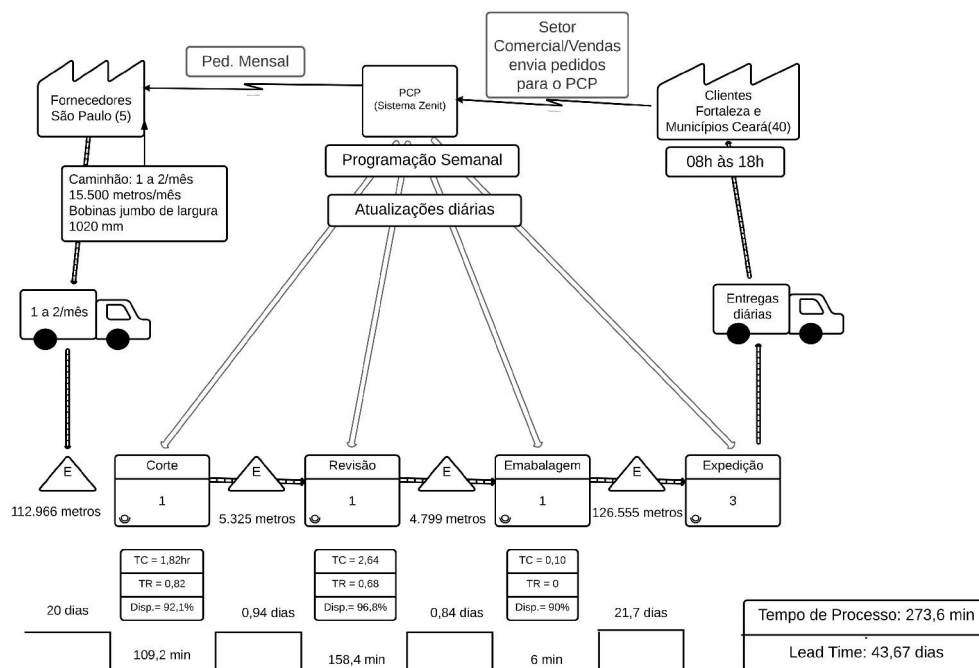 Setor
Comercial/Vendas
envia pedidos
para o PCP
Ped. Mensal
Fornecedores
São Paulo (5)
PCP
(Sistema Zenit)
Clientes
Fortaleza e
Municípios Ceará(40)
Programação Semanal
08h às 18h
Caminhão: 1 a 2/mês
15.500 metros/mês
Bobinas jumbo de largura
1020 mm
Atualizações diárias
1 a 2/mês
Entregas
diárias
E
Corte
1
E
Revisão
1
E
Emabalagem
1
E
Expedição
3
112.966 metros
5.325 metros
4.799 metros
126.555 metros
TC = 1,82hr
TR = 0,82
Disp.= 92,1%
TC = 2,64
TR = 0,68
Disp.= 96,8%
TC = 0,10
TR = 0
Disp.= 90%
20 dias
0,94 dias
0,84 dias
21,7 dias
109,2 min
158,4 min
6 min
Tempo de Processo: 273,6 min
Lead Time: 43,67 dias